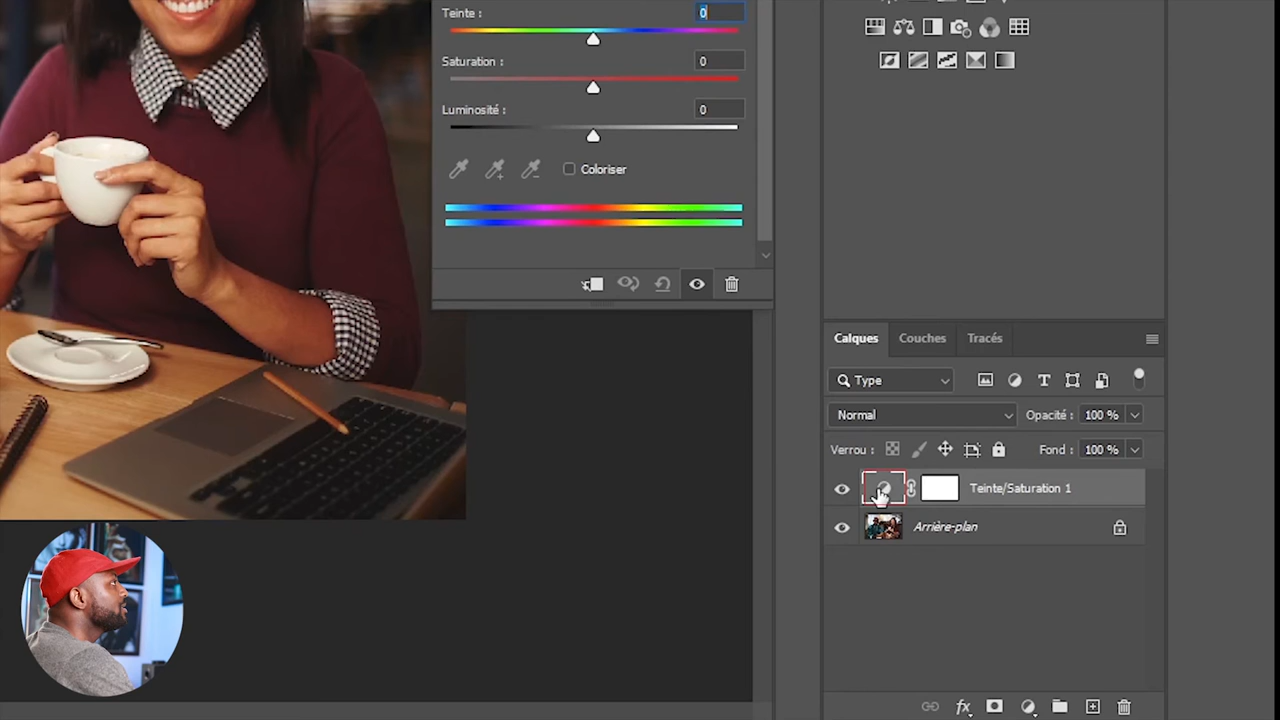 Teinte : 0
Saturation : 0
Luminosité : 0
Coloriser
Calques Couches Tracés
Type
Normal Opacité : 100 %
Verrou : Fond : 100 %
Teinte/Saturation 1
Arrière-plan
fx